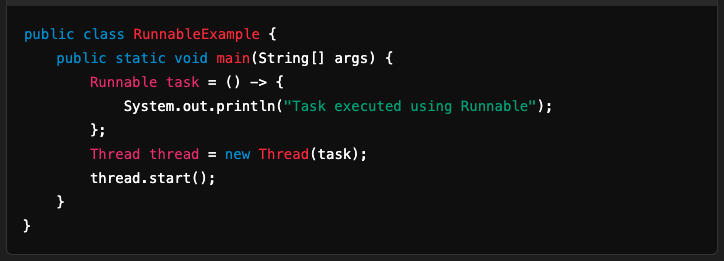 public class RunnableExample {
    public static void main(String[] args) {
        Runnable task = () -> {
            System.out.println("Task executed using Runnable");
        };
        Thread thread = new Thread(task);
        thread.start();
    }
}